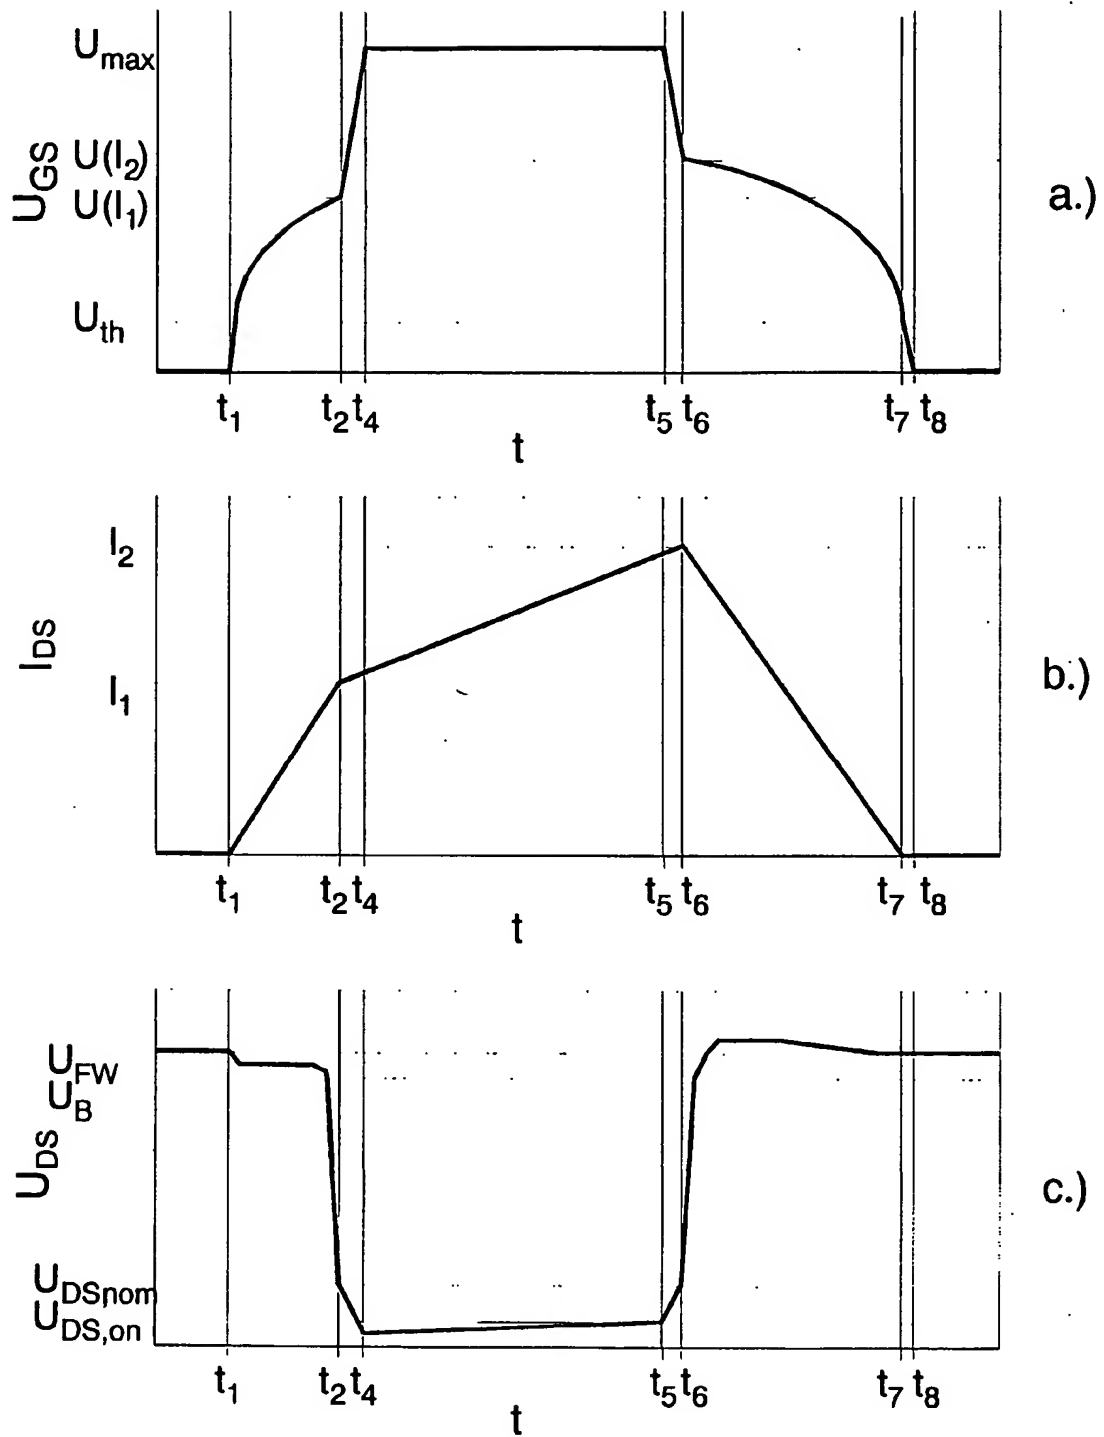 U_max
U(I_2)
U(I_1)
U_th
U_GS
a.)
t_1 t_2 t_4 t_5 t_6 t_7 t_8
t
I_2
I_1
I_DS
b.)
t_1 t_2 t_4 t_5 t_6 t_7 t_8
t
U_FW
U_B
U_DS
U_DSnom
U_DS,on
c.)
t_1 t_2 t_4 t_5 t_6 t_7 t_8
t